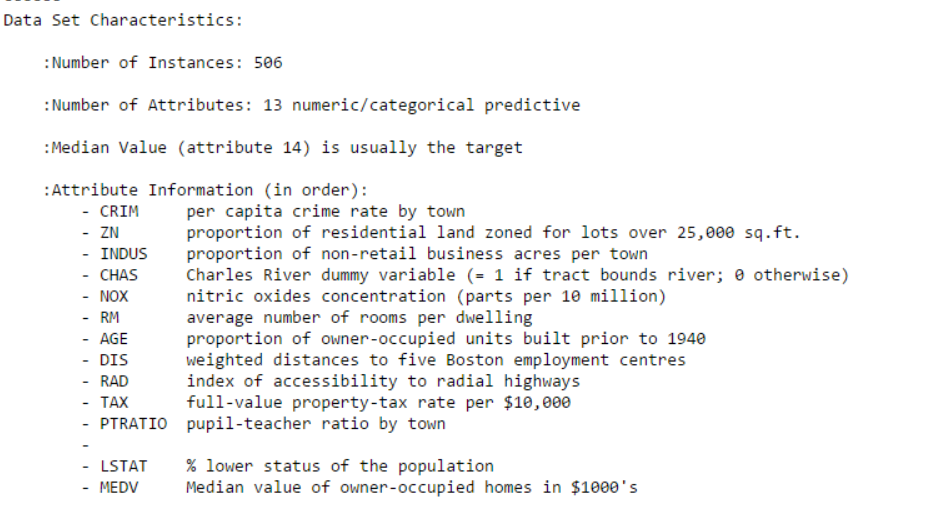 Data Set Characteristics:
:Number of Instances: 506
:Number of Attributes: 13 numeric/categorical predictive
:Median Value (attribute 14) is usually the target
:Attribute Information (in order):
- CRIM per capita crime rate by town
- ZN proportion of residential land zoned for lots over 25,000 sq.ft.
- INDUS proportion of non-retail business acres per town
- CHAS Charles River dummy variable (= 1 if tract bounds river; 0 otherwise)
- NOX nitric oxides concentration (parts per 10 million)
- RM average number of rooms per dwelling
- AGE proportion of owner-occupied units built prior to 1940
- DIS weighted distances to five Boston employment centres
- RAD index of accessibility to radial highways
- TAX full-value property-tax rate per $10,000
- PTRATIO pupil-teacher ratio by town
-
- LSTAT % lower status of the population
- MEDV Median value of owner-occupied homes in $1000's